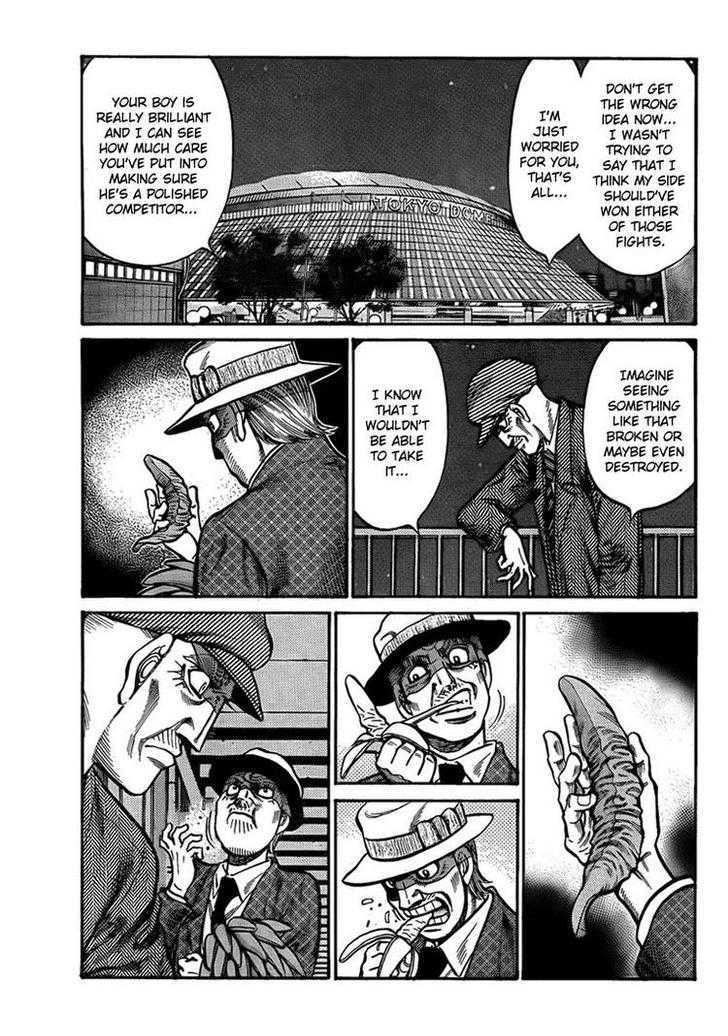 DON'T GET
THE WRONG
IDEA NOW...
I WASN'T
TRYING TO
SAY THAT I
THINK MY SIDE
SHOULD'VE
WON EITHER
OF THOSE
FIGHTS.
I'M
JUST
WORRIED
FOR YOU,
THAT'S
ALL...
YOUR BOY IS
REALLY BRILLIANT
AND I CAN SEE
HOW MUCH CARE
YOU'VE PUT INTO
MAKING SURE
HE'S A POLISHED
COMPETITOR...
TOKYO DOME
IMAGINE
SEEING
SOMETHING
LIKE THAT
BROKEN OR
MAYBE EVEN
DESTROYED.
I KNOW
THAT I
WOULDN'T
BE ABLE
TO TAKE
IT...